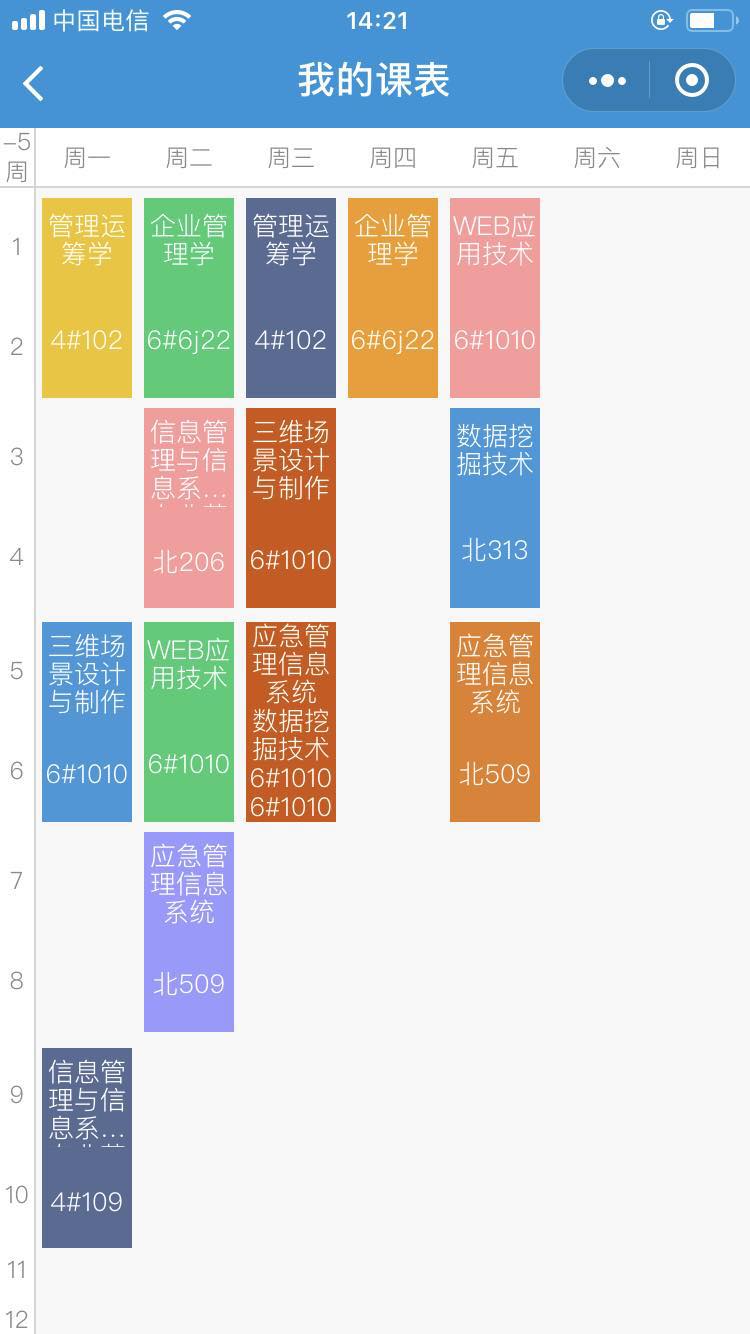 中国电信
14:21
我的课表
–5
周
周一
周二
周三
周四
周五
周六
周日
1
2
管理运
筹学
4#102
企业管
理学
6#6j22
管理运
筹学
4#102
企业管
理学
6#6j22
WEB应
用技术
6#1010
3
4
信息管
理与信
息系...
北206
三维场
景设计
与制作
6#1010
数据挖
掘技术
北313
5
6
三维场
景设计
与制作
6#1010
WEB应
用技术
6#1010
应急管
理信息
系统
数据挖
掘技术
6#1010
6#1010
应急管
理信息
系统
北509
7
8
应急管
理信息
系统
北509
9
10
信息管
理与信
息系...
4#109
11
12